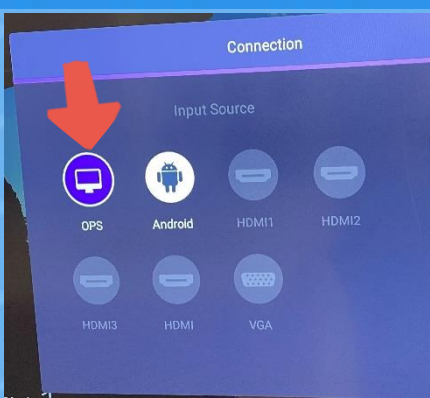 Connection
Input Source
OPS Android HDMI1 HDMI2
HDMI3 HDMI VGA